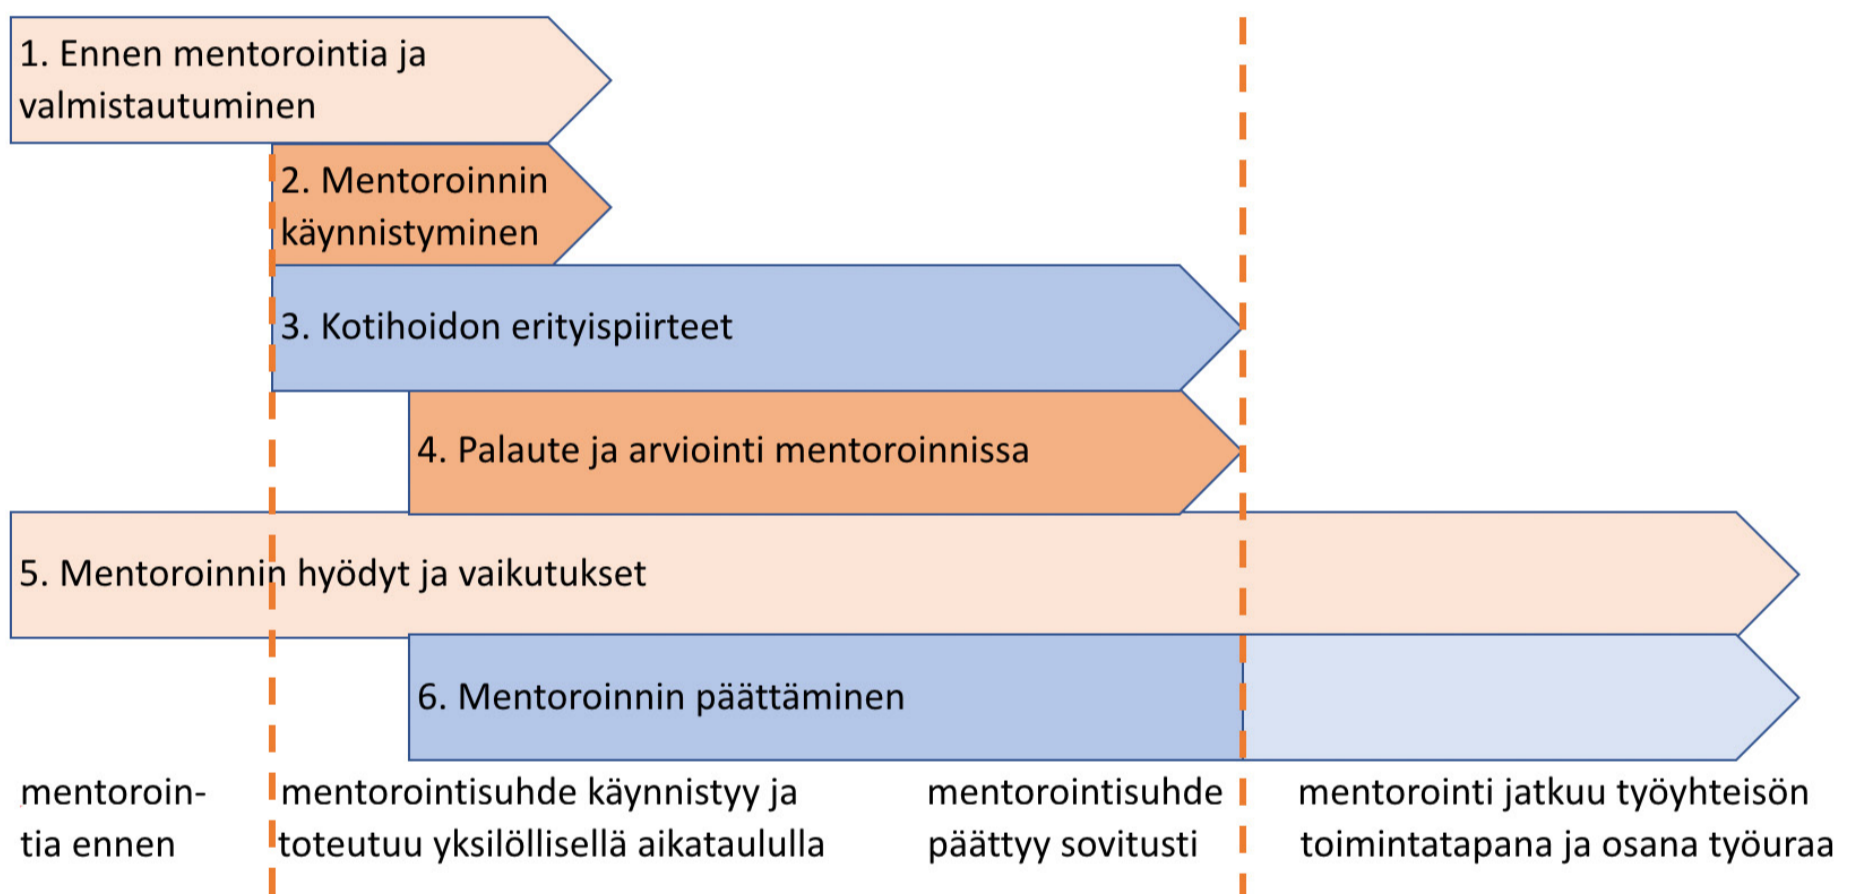 1. Ennen mentorointia ja
valmistautuminen
2. Mentoroinnin
käynnistyminen
3. Kotihoidon erityispiirteet
4. Palaute ja arviointi mentoroinnissa
5. Mentoroinnin hyödyt ja vaikutukset
6. Mentoroinnin päättäminen
mentoroin-
tia ennen
mentorointisuhde käynnistyy ja
toteutuu yksilöllisellä aikataululla
mentorointisuhde
päättyy sovitusti
mentorointi jatkuu työyhteisön
toimintatapana ja osana työuraa